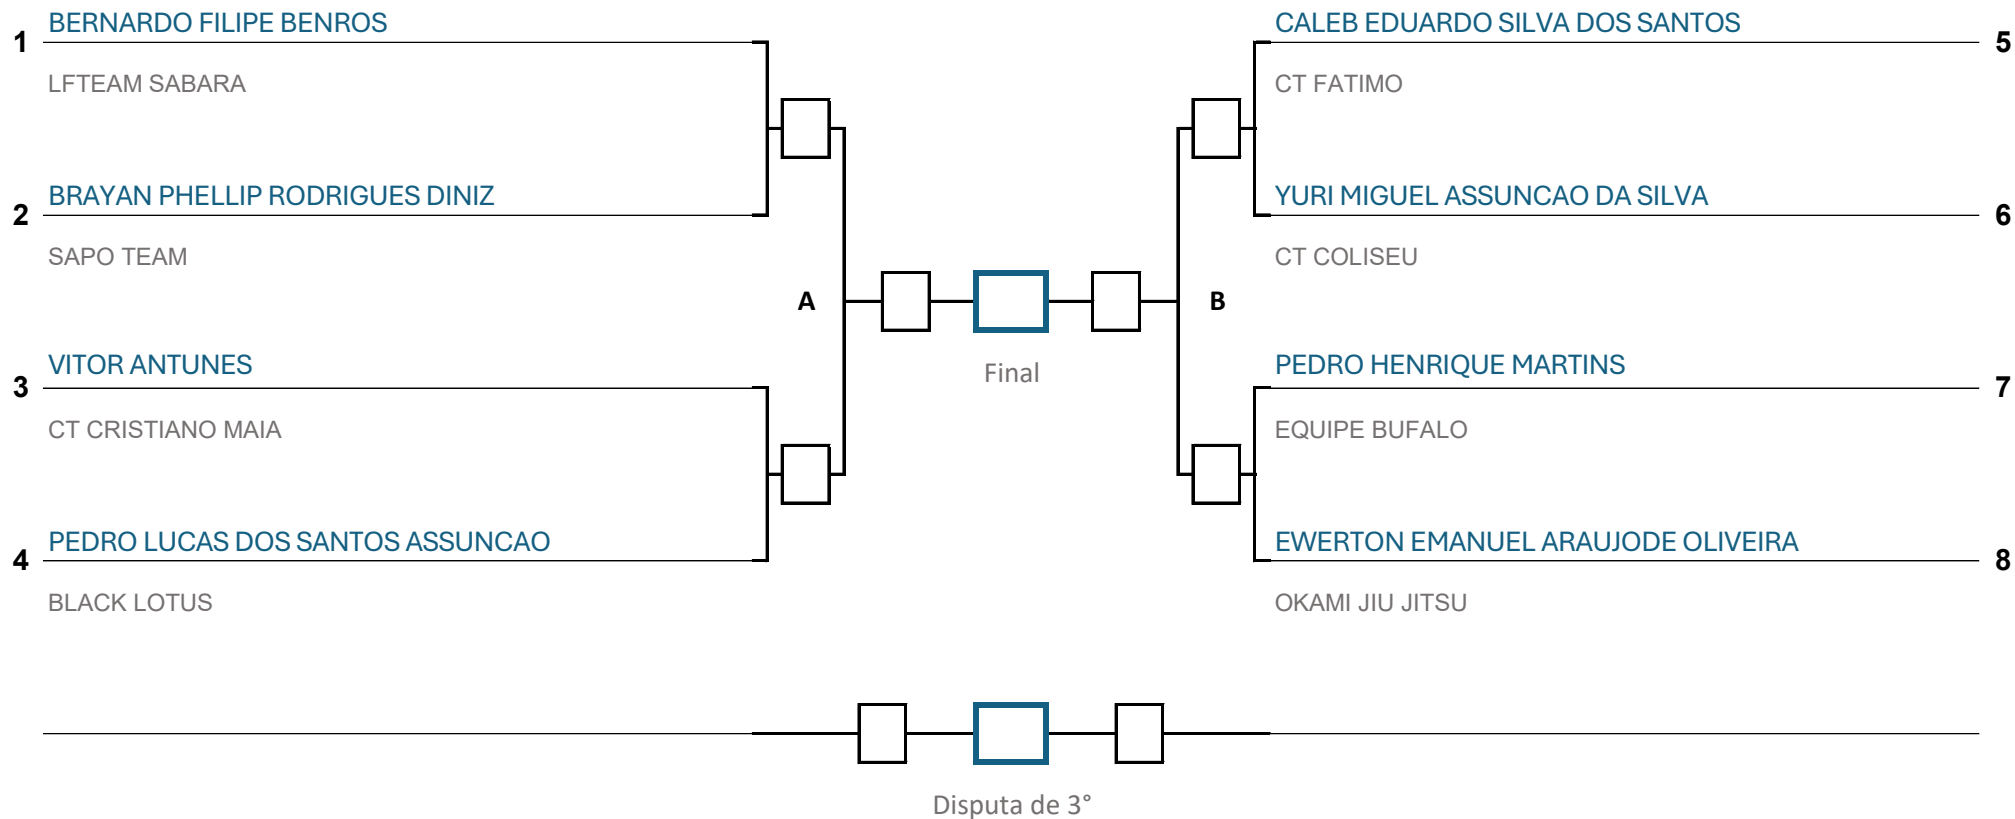 1
BERNARDO FILIPE BENROS
LFTEAM SABARA
2
BRAYAN PHELLIP RODRIGUES DINIZ
SAPO TEAM
A
3
VITOR ANTUNES
CT CRISTIANO MAIA
4
PEDRO LUCAS DOS SANTOS ASSUNCAO
BLACK LOTUS
Final
CALEB EDUARDO SILVA DOS SANTOS
5
CT FATIMO
YURI MIGUEL ASSUNCAO DA SILVA
6
CT COLISEU
B
PEDRO HENRIQUE MARTINS
7
EQUIPE BUFALO
EWERTON EMANUEL ARAUJODE OLIVEIRA
8
OKAMI JIU JITSU
Disputa de 3°